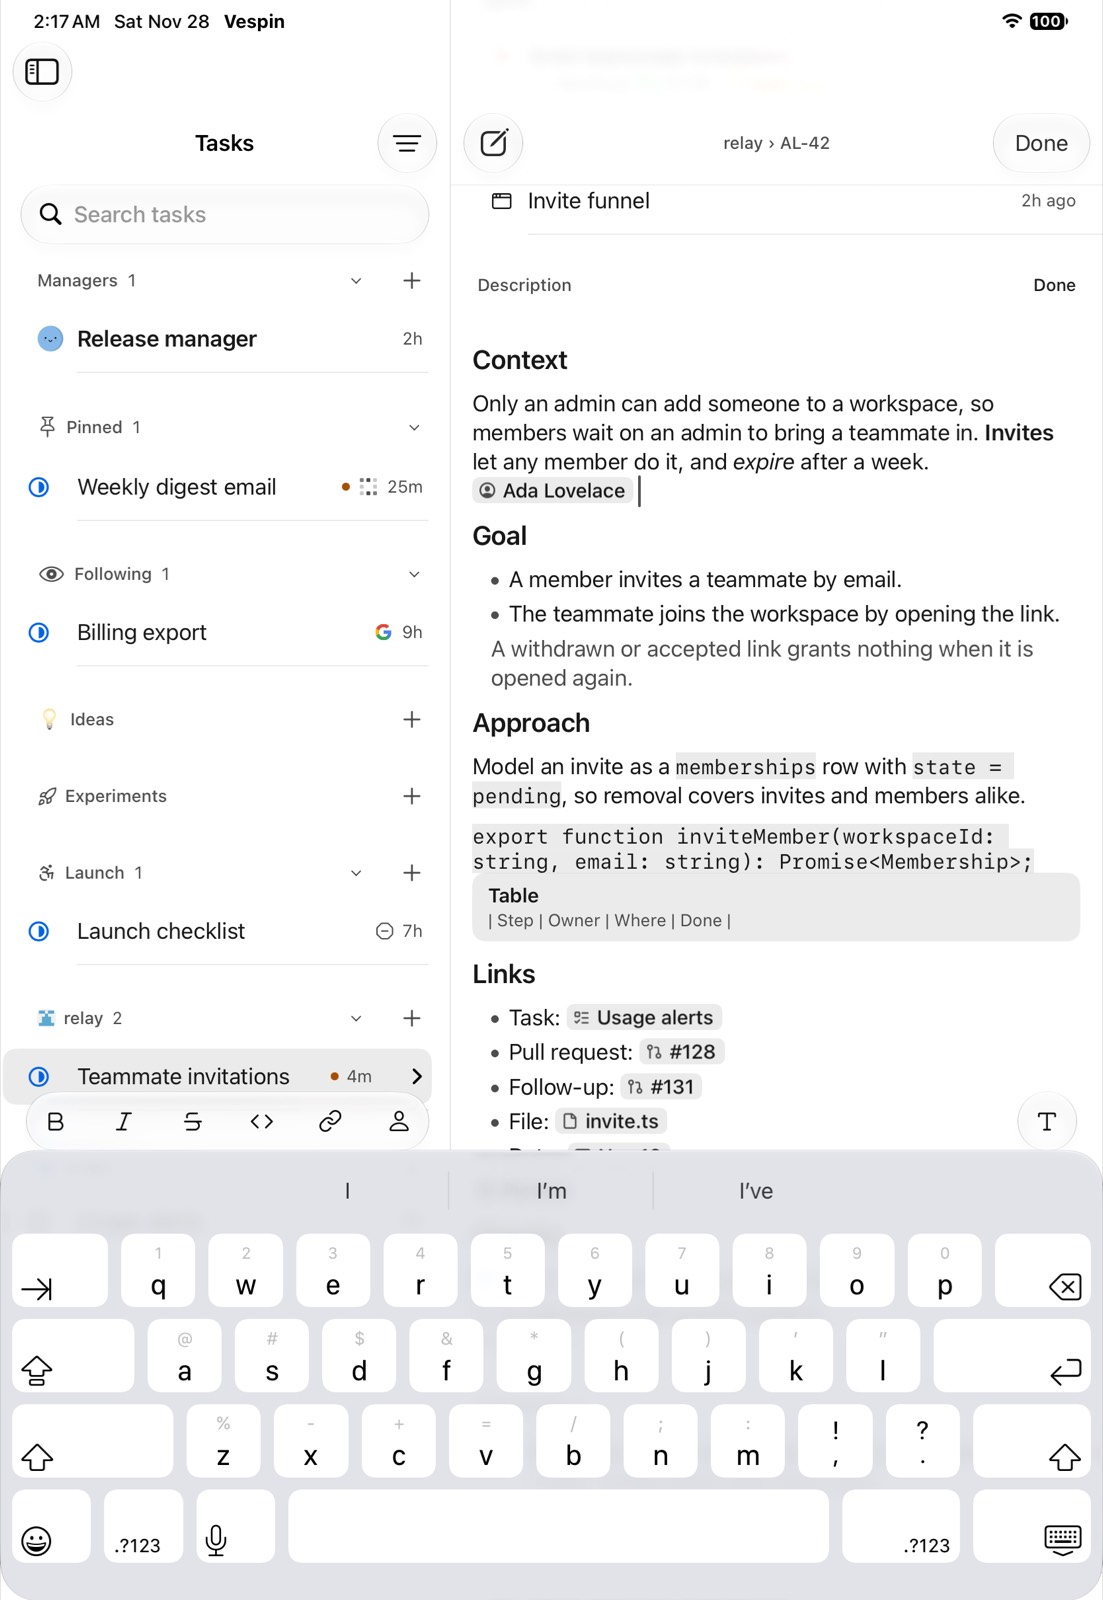 2:17 AM Sat Nov 28 Vespin
100
Tasks
Search tasks
Managers 1
Release manager 2h
Pinned 1
Weekly digest email 25m
Following 1
Billing export 9h
Ideas
Experiments
Launch 1
Launch checklist 7h
relay 2
Teammate invitations 4m
B I S <>
relay › AL-42
Done
Invite funnel 2h ago
Description Done
Context
Only an admin can add someone to a workspace, so
members wait on an admin to bring a teammate in. Invites
let any member do it, and expire after a week.
Ada Lovelace
Goal
• A member invites a teammate by email.
• The teammate joins the workspace by opening the link.
A withdrawn or accepted link grants nothing when it is
opened again.
Approach
Model an invite as a memberships row with state =
pending, so removal covers invites and members alike.
export function inviteMember(workspaceId:
string, email: string): Promise<Membership>;
Table
| Step | Owner | Where | Done |
Links
• Task: Usage alerts
• Pull request: #128
• Follow-up: #131
• File: invite.ts
T
I I'm I've
1 2 3 4 5 6 7 8 9 0
q w e r t y u i o p
@ # $ & * ( ) ' "
a s d f g h j k l
% - + = / ; : ! ?
z x c v b n m , .
.?123 .?123